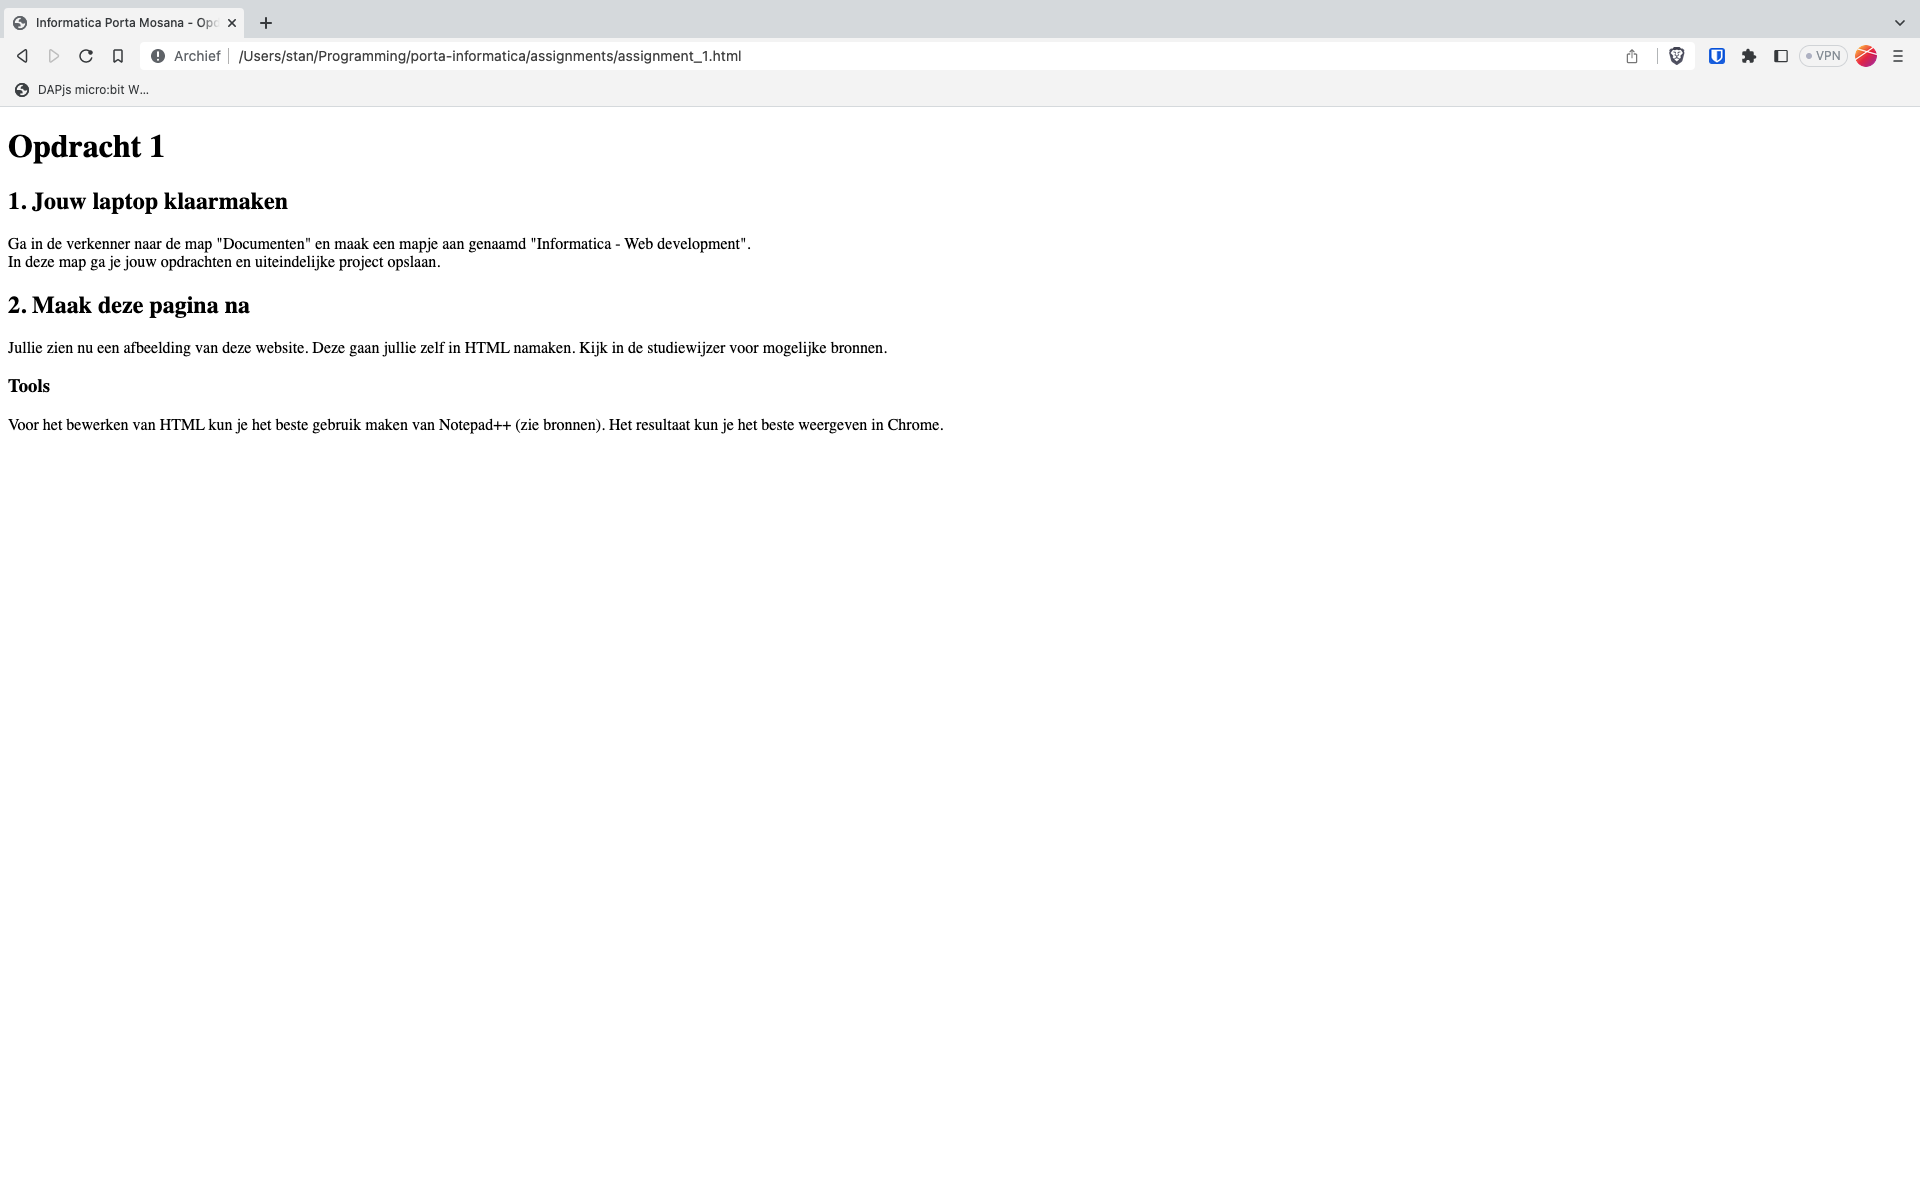 Informatica Porta Mosana - Opd
Archief /Users/stan/Programming/porta-informatica/assignments/assignment_1.html
VPN
DAPjs micro:bit W...
Opdracht 1
1. Jouw laptop klaarmaken
Ga in de verkenner naar de map "Documenten" en maak een mapje aan genaamd "Informatica - Web development".
In deze map ga je jouw opdrachten en uiteindelijke project opslaan.
2. Maak deze pagina na
Jullie zien nu een afbeelding van deze website. Deze gaan jullie zelf in HTML namaken. Kijk in de studiewijzer voor mogelijke bronnen.
Tools
Voor het bewerken van HTML kun je het beste gebruik maken van Notepad++ (zie bronnen). Het resultaat kun je het beste weergeven in Chrome.